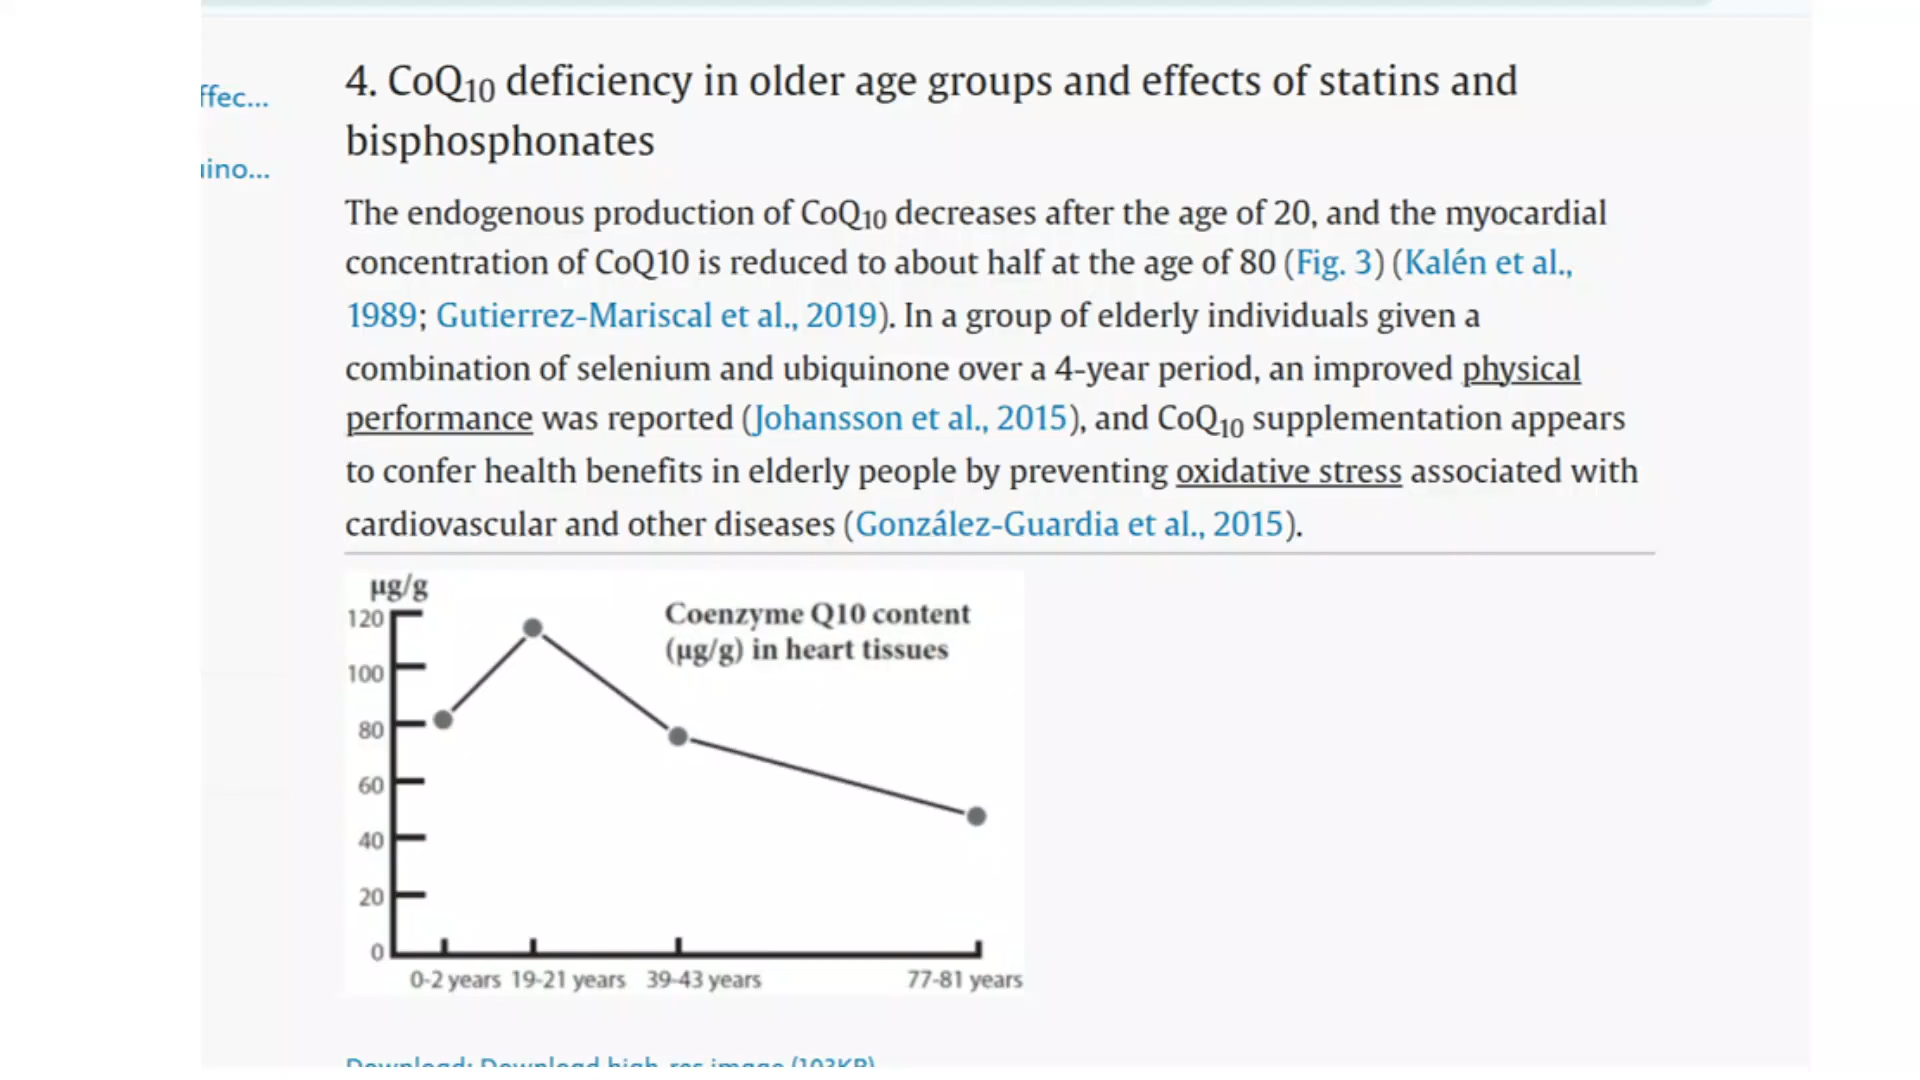 ffec...
ino...
4. CoQ10 deficiency in older age groups and effects of statins and
bisphosphonates
The endogenous production of CoQ10 decreases after the age of 20, and the myocardial
concentration of CoQ10 is reduced to about half at the age of 80 (Fig. 3) (Kalén et al.,
1989; Gutierrez-Mariscal et al., 2019). In a group of elderly individuals given a
combination of selenium and ubiquinone over a 4-year period, an improved physical
performance was reported (Johansson et al., 2015), and CoQ10 supplementation appears
to confer health benefits in elderly people by preventing oxidative stress associated with
cardiovascular and other diseases (González-Guardia et al., 2015).
µg/g
Coenzyme Q10 content
(µg/g) in heart tissues
120
100
80
60
40
20
0
0-2 years 19-21 years 39-43 years 77-81 years
Download: Download high-res image (103KB)